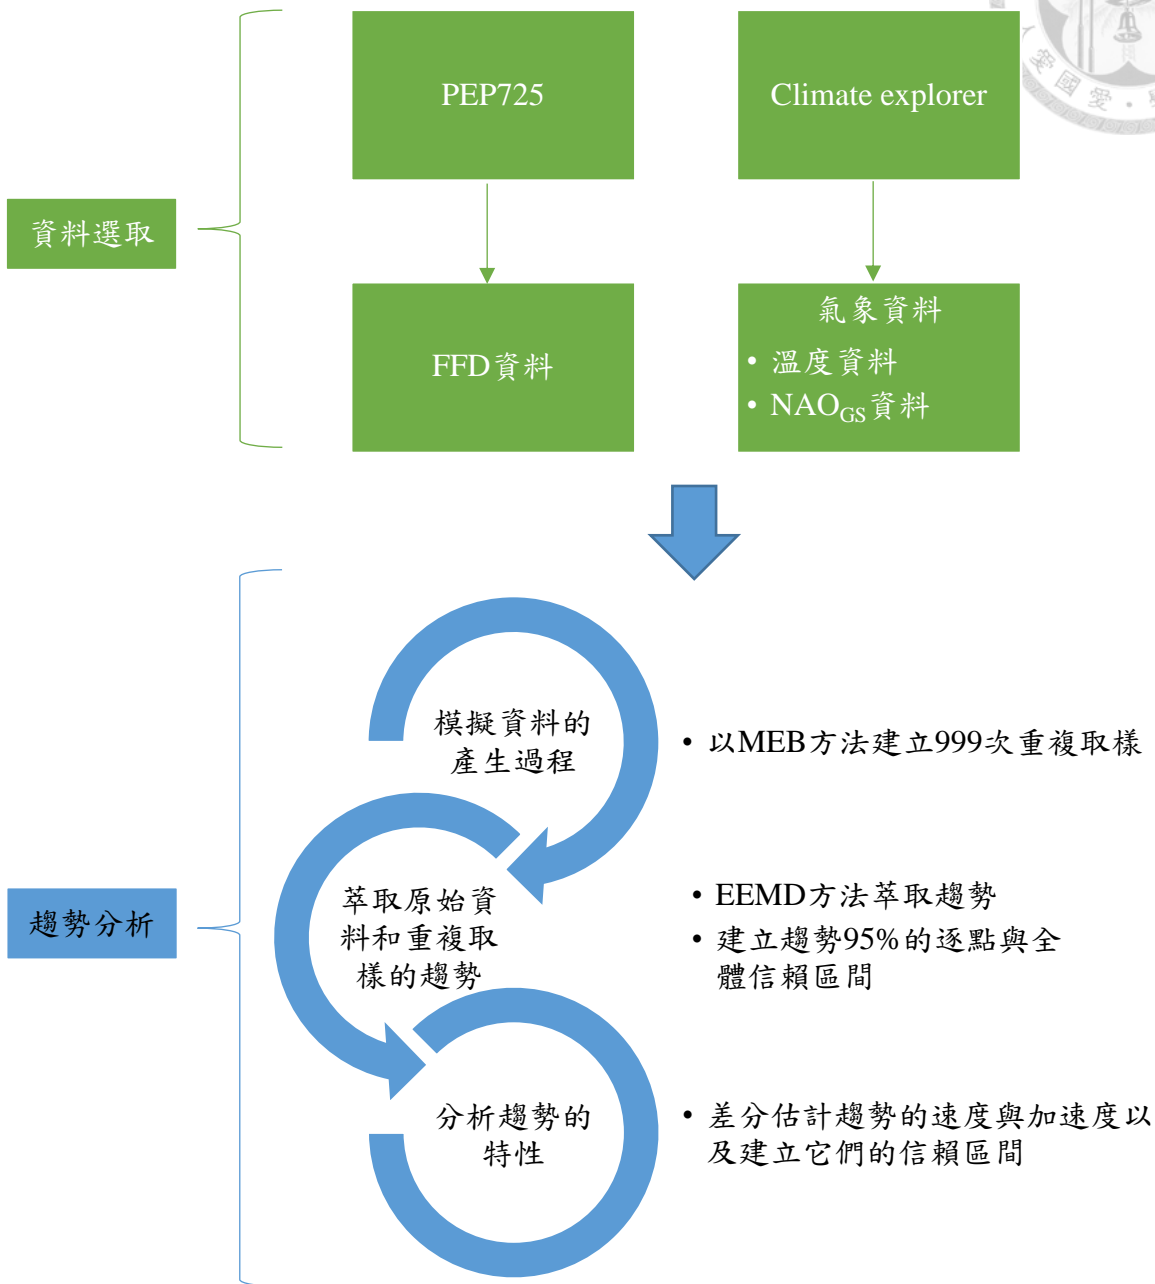 PEP725
Climate explorer
資料選取
FFD資料
氣象資料
• 溫度資料
• NAO_GS資料
模擬資料的
產生過程
• 以MEB方法建立999次重複取樣
趨勢分析
萃取原始資
料和重複取
樣的趨勢
• EEMD方法萃取趨勢
• 建立趨勢95%的逐點與全
體信賴區間
分析趨勢的
特性
• 差分估計趨勢的速度與加速度以
及建立它們的信賴區間
愛國愛